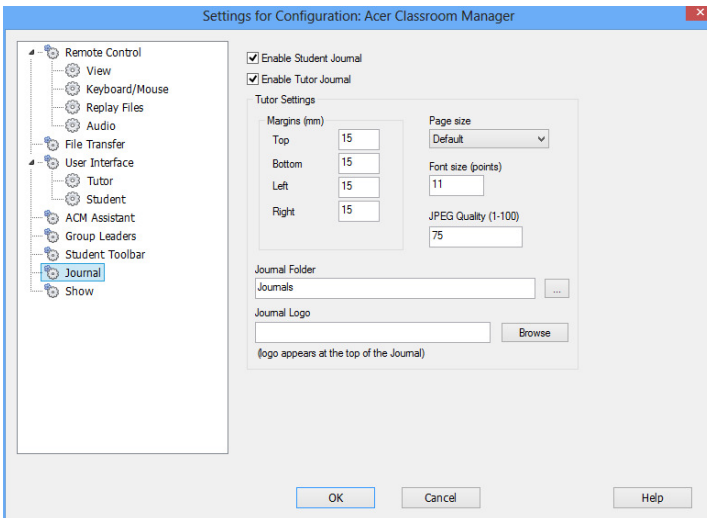 Settings for Configuration: Acer Classroom Manager
Remote Control
View
Keyboard/Mouse
Replay Files
Audio
File Transfer
User Interface
Tutor
Student
ACM Assistant
Group Leaders
Student Toolbar
Journal
Show
Enable Student Journal
Enable Tutor Journal
Tutor Settings
Margins (mm)
Top 15
Bottom 15
Left 15
Right 15
Page size
Default
Font size (points)
11
JPEG Quality (1-100)
75
Journal Folder
Journals
...
Journal Logo
Browse
(logo appears at the top of the Journal)
OK Cancel Help